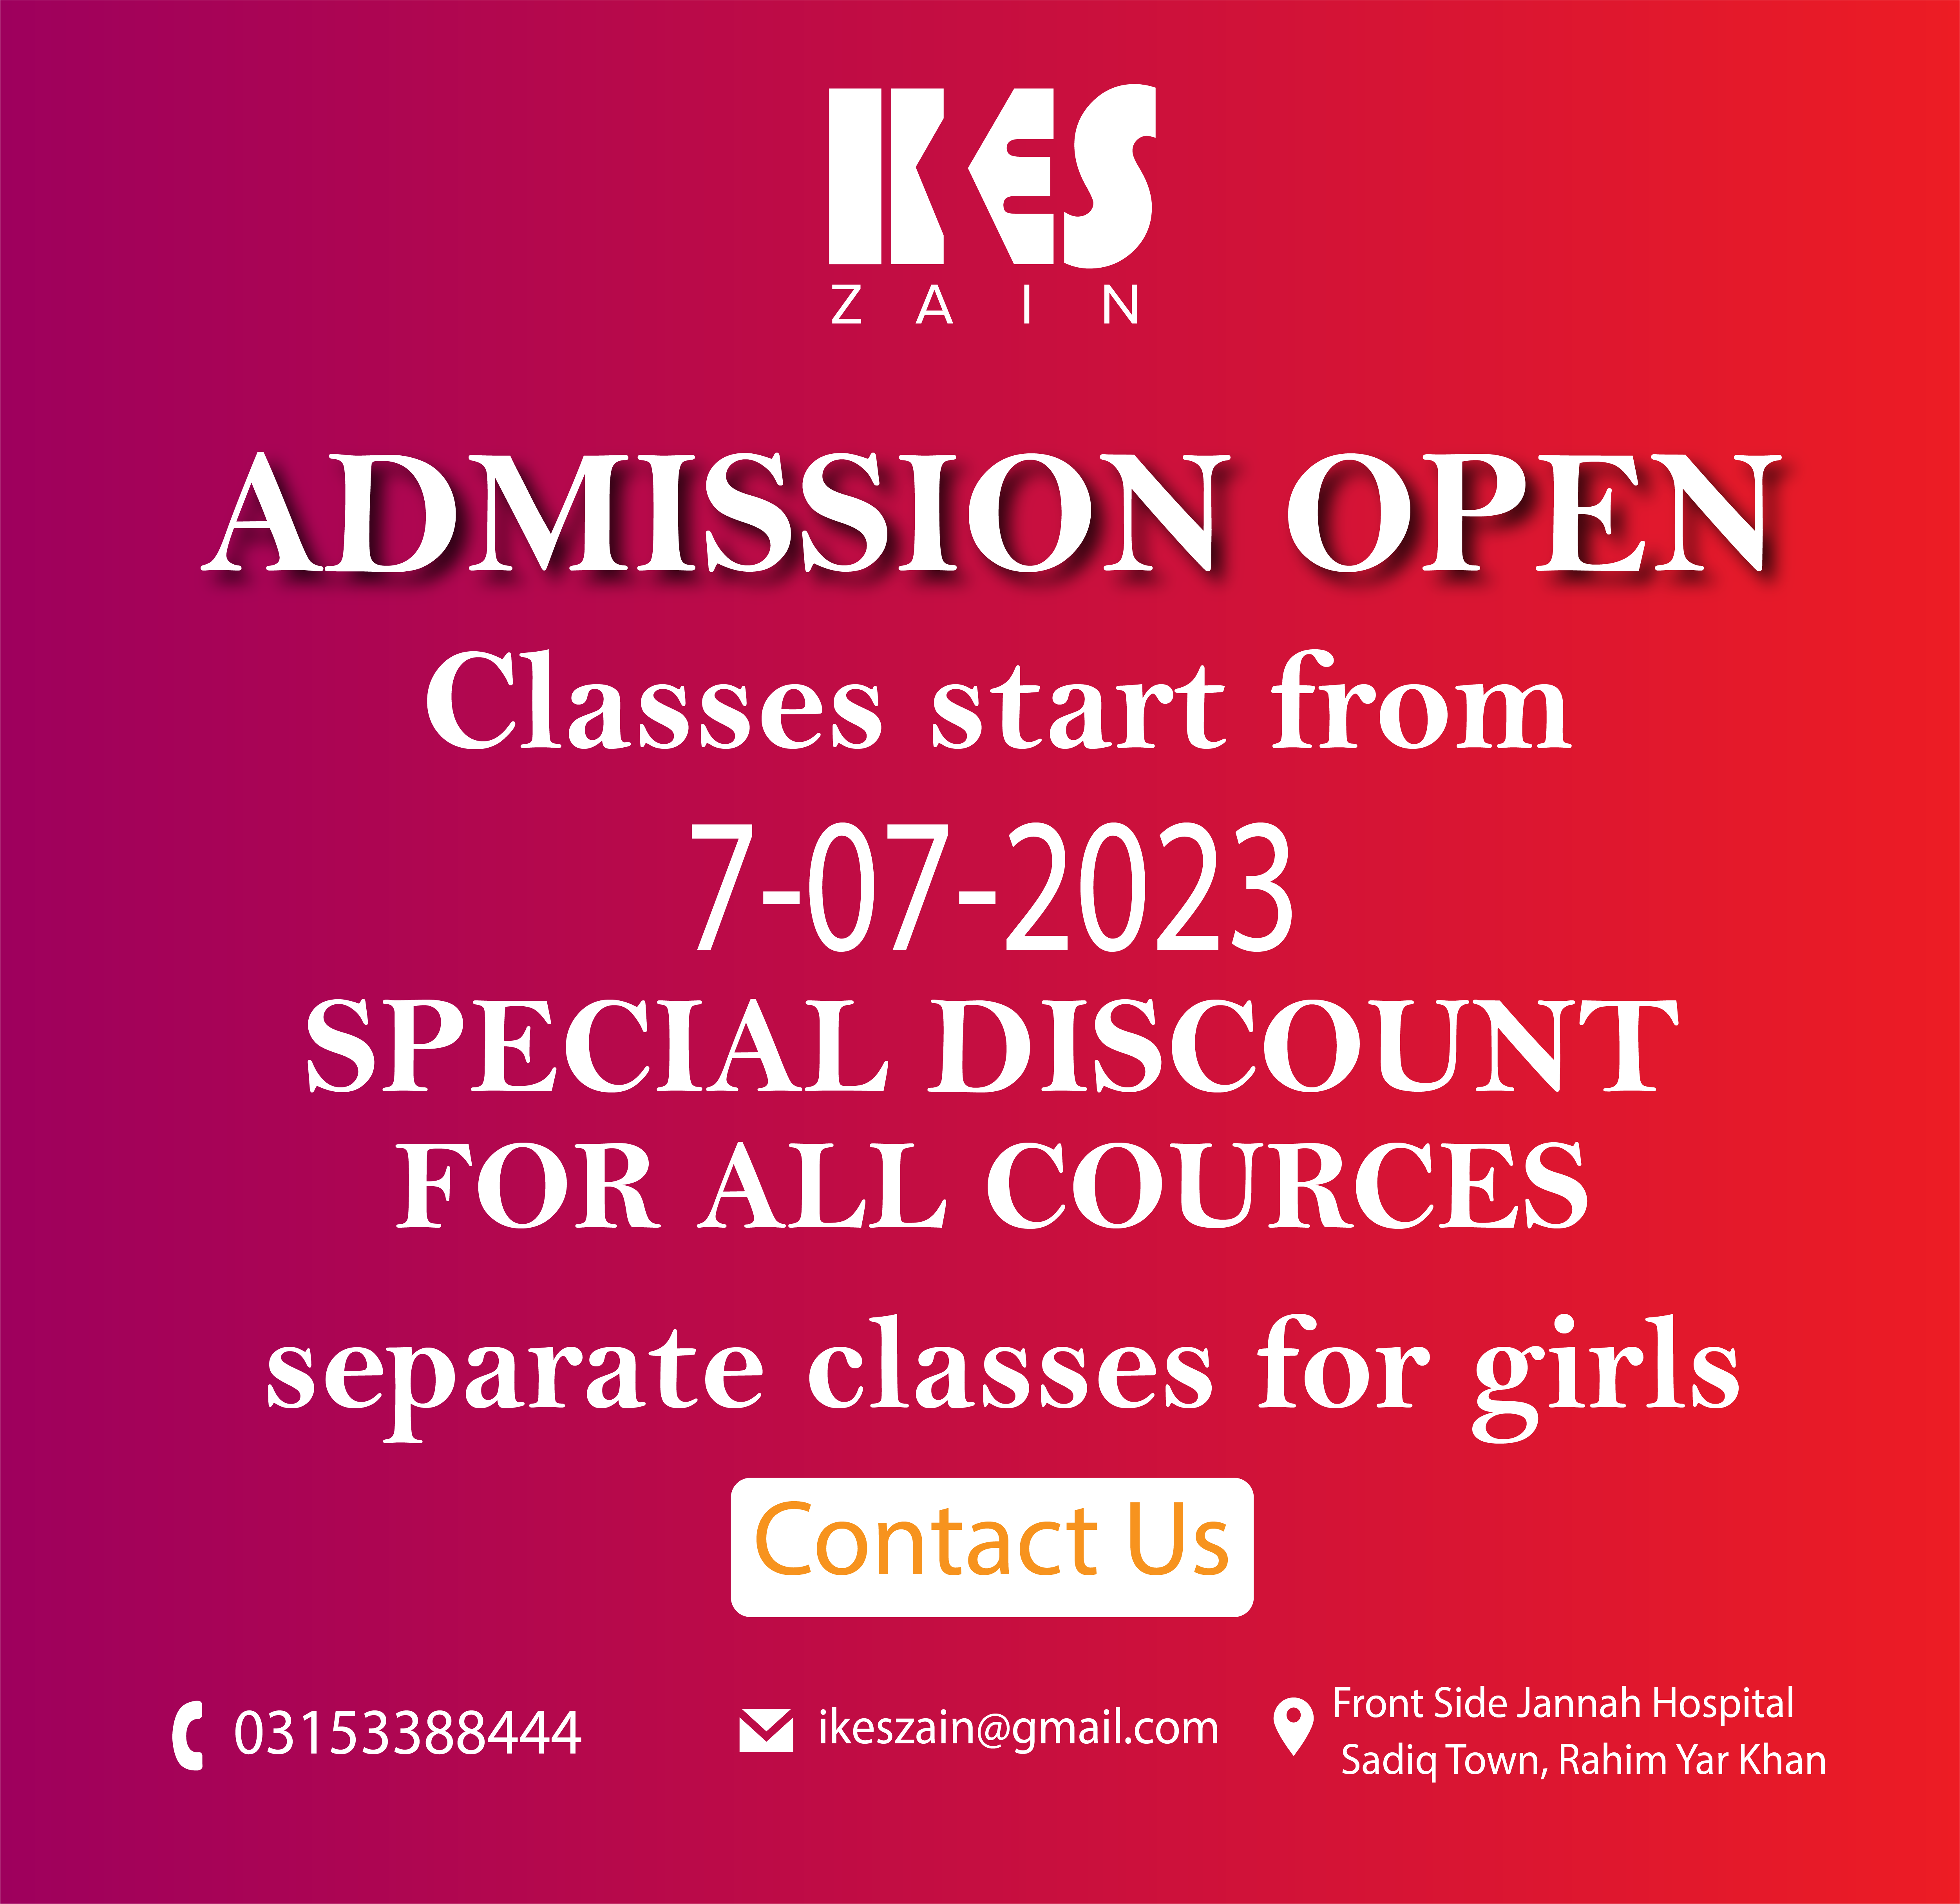 IKES
ZAIN
ADMISSION OPEN
Classes start from
7-07-2023
SPECIAL DISCOUNT
FOR ALL COURCES
separate classes for girls
Contact Us
03153388444
ikeszain@gmail.com
Front Side Jannah Hospital
Sadiq Town, Rahim Yar Khan